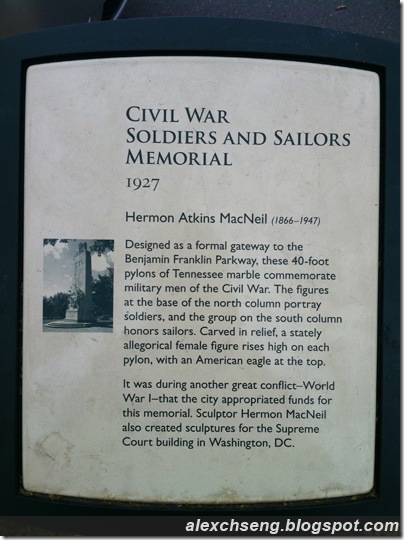 CIVIL WAR
SOLDIERS AND SAILORS
MEMORIAL
1927
Hermon Atkins MacNeil (1866–1947)
Designed as a formal gateway to the
Benjamin Franklin Parkway, these 40-foot
pylons of Tennessee marble commemorate
military men of the Civil War. The figures
at the base of the north column portray
soldiers, and the group on the south column
honors sailors. Carved in relief, a stately
allegorical female figure rises high on each
pylon, with an American eagle at the top.
It was during another great conflict–World
War I–that the city appropriated funds for
this memorial. Sculptor Hermon MacNeil
also created sculptures for the Supreme
Court building in Washington, DC.
alexchseng.blogspot.com